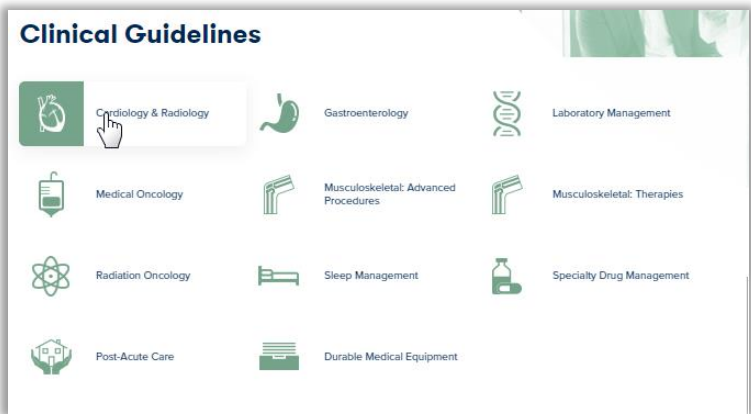 Clinical Guidelines
Cardiology & Radiology
Gastroenterology
Laboratory Management
Medical Oncology
Musculoskeletal: Advanced
Procedures
Musculoskeletal: Therapies
Radiation Oncology
Sleep Management
Specialty Drug Management
Post-Acute Care
Durable Medical Equipment